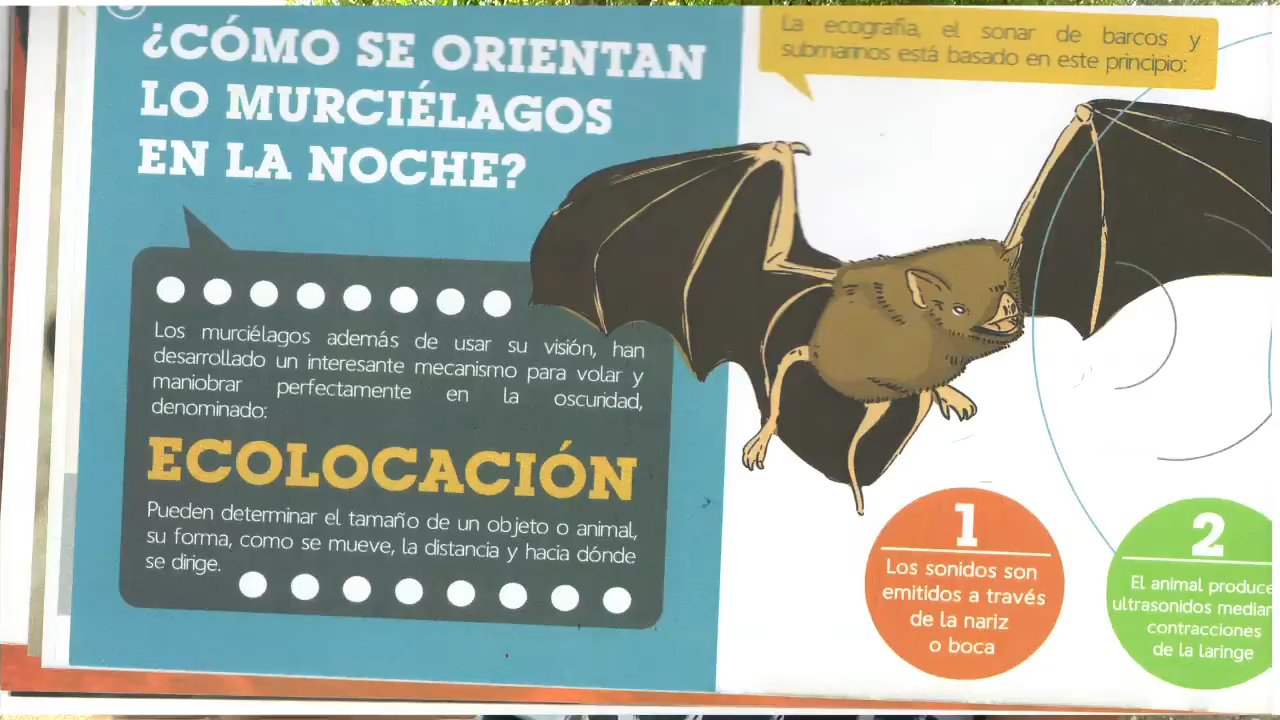 ¿CÓMO SE ORIENTAN
LO MURCIÉLAGOS
EN LA NOCHE?
Los murciélagos además de usar su visión, han
desarrollado un interesante mecanismo para volar y
maniobrar perfectamente en la oscuridad,
denominado:
ECOLOCACIÓN
Pueden determinar el tamaño de un objeto o animal,
su forma, como se mueve, la distancia y hacia dónde
se dirige.
La ecografía, el sonar de barcos y
submarinos está basado en este principio:
1
Los sonidos son
emitidos a través
de la nariz
o boca
2
El animal produce
ultrasonidos median
contracciones
de la laringe